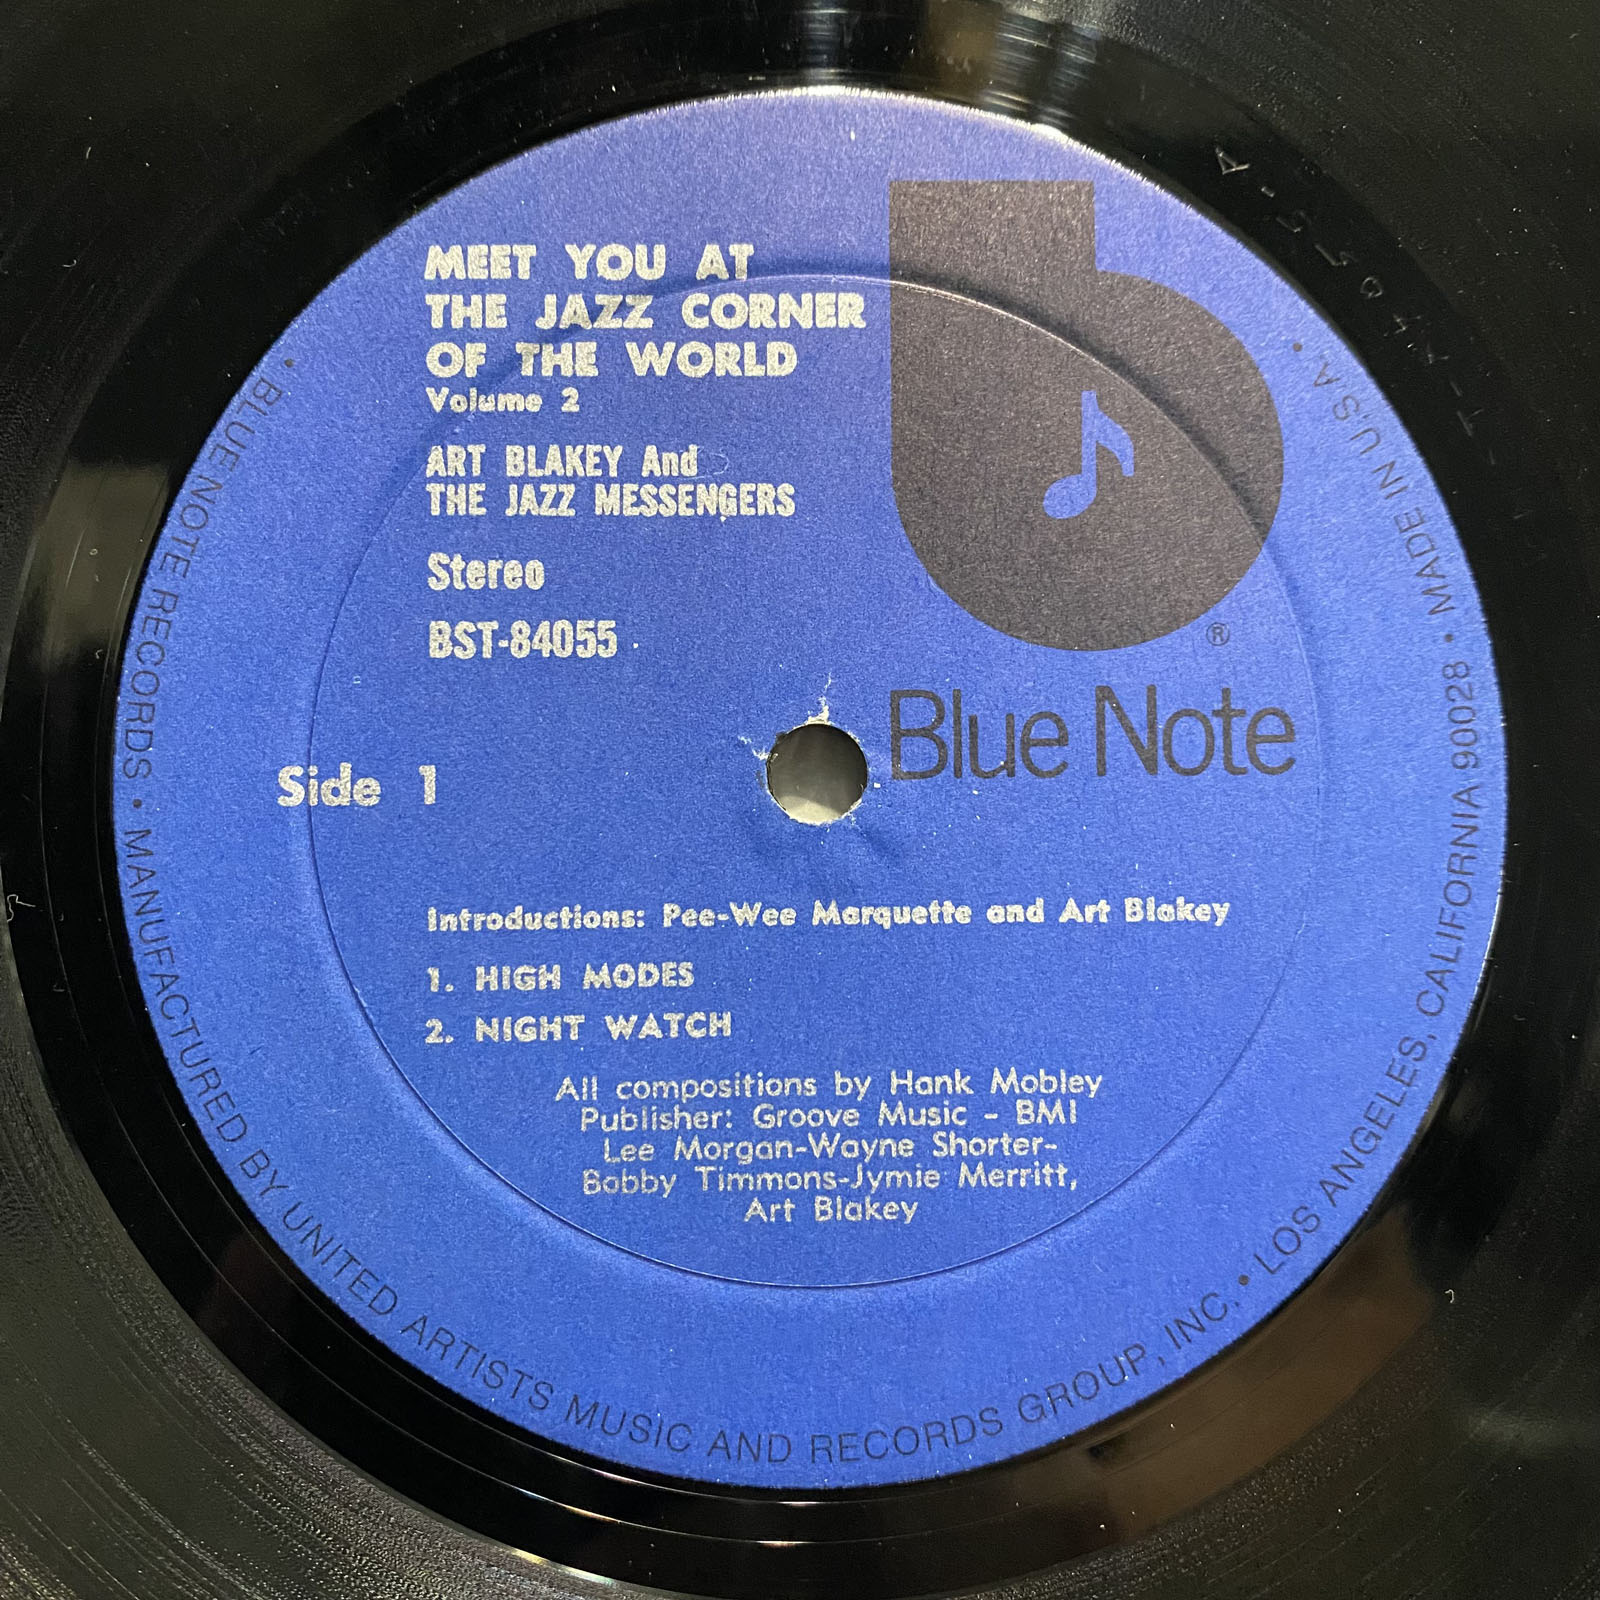 MEET YOU AT
THE JAZZ CORNER
OF THE WORLD
Volume 2
ART BLAKEY And
THE JAZZ MESSENGERS
Stereo
BST-84055
®
Blue Note
Side 1
Introductions: Pee-Wee Marquette and Art Blakey
1. HIGH MODES
2. NIGHT WATCH
All compositions by Hank Mobley
Publisher: Groove Music - BMI
Lee Morgan-Wayne Shorter-
Bobby Timmons-Jymie Merritt,
Art Blakey
• BLUE NOTE RECORDS • MANUFACTURED BY UNITED ARTISTS MUSIC AND RECORDS GROUP, INC. • LOS ANGELES, CALIFORNIA 90028 • MADE IN U.S.A. •